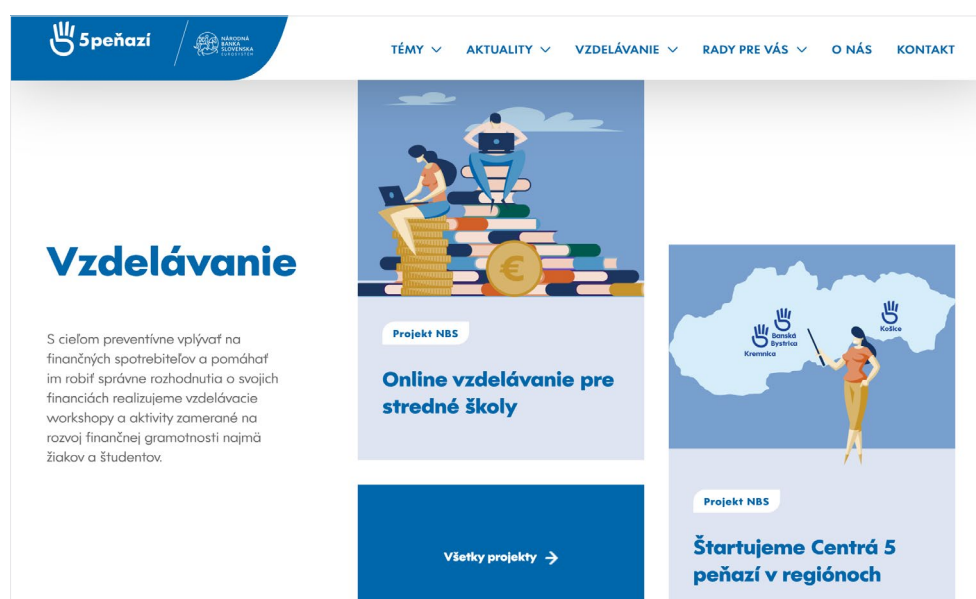 5peňazí
NÁRODNÁ
BANKA
SLOVENSKA
EUROSYSTÉM
TÉMY
AKTUALITY
VZDELÁVANIE
RADY PRE VÁS
O NÁS
KONTAKT
Vzdelávanie
S cieľom preventívne vplývať na
finančných spotrebiteľov a pomáhať
im robiť správne rozhodnutia o svojich
financiách realizujeme vzdelávacie
workshopy a aktivity zamerané na
rozvoj finančnej gramotnosti najmä
žiakov a študentov.
€
Projekt NBS
Online vzdelávanie pre
stredné školy
Všetky projekty →
Banská
Bystrica
Kremnica
Košice
Projekt NBS
Štartujeme Centrá 5
peňazí v regiónoch